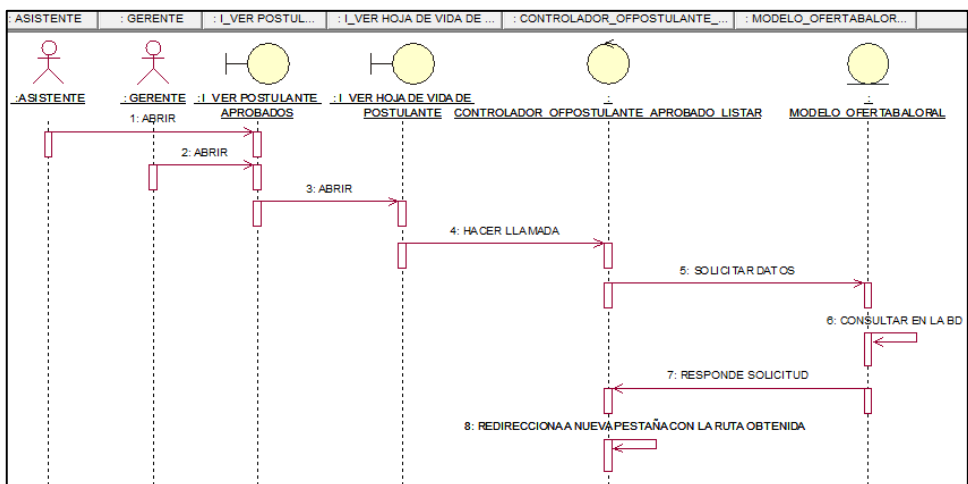 : ASISTENTE
: GERENTE
: I_VER POSTUL...
: I_VER HOJA DE VIDA DE ...
: CONTROLADOR_OFPOSTULANTE_...
: MODELO_OFERTABALOR...
:ASISTENTE
: GERENTE
:I_VER POSTULANTE
APROBADOS
:I_VER HOJA DE VIDA DE
POSTULANTE
:
CONTROLADOR_OFPOSTULANTE_APROBADO_LISTAR
:
MODELO_OFERTABALORAL
1: ABRIR
2: ABRIR
3: ABRIR
4: HACER LLAMADA
5: SOLICITAR DATOS
6: CONSULTAR EN LA BD
7: RESPONDE SOLICITUD
8: REDIRECCIONA A NUEVA PESTAÑA CON LA RUTA OBTENIDA